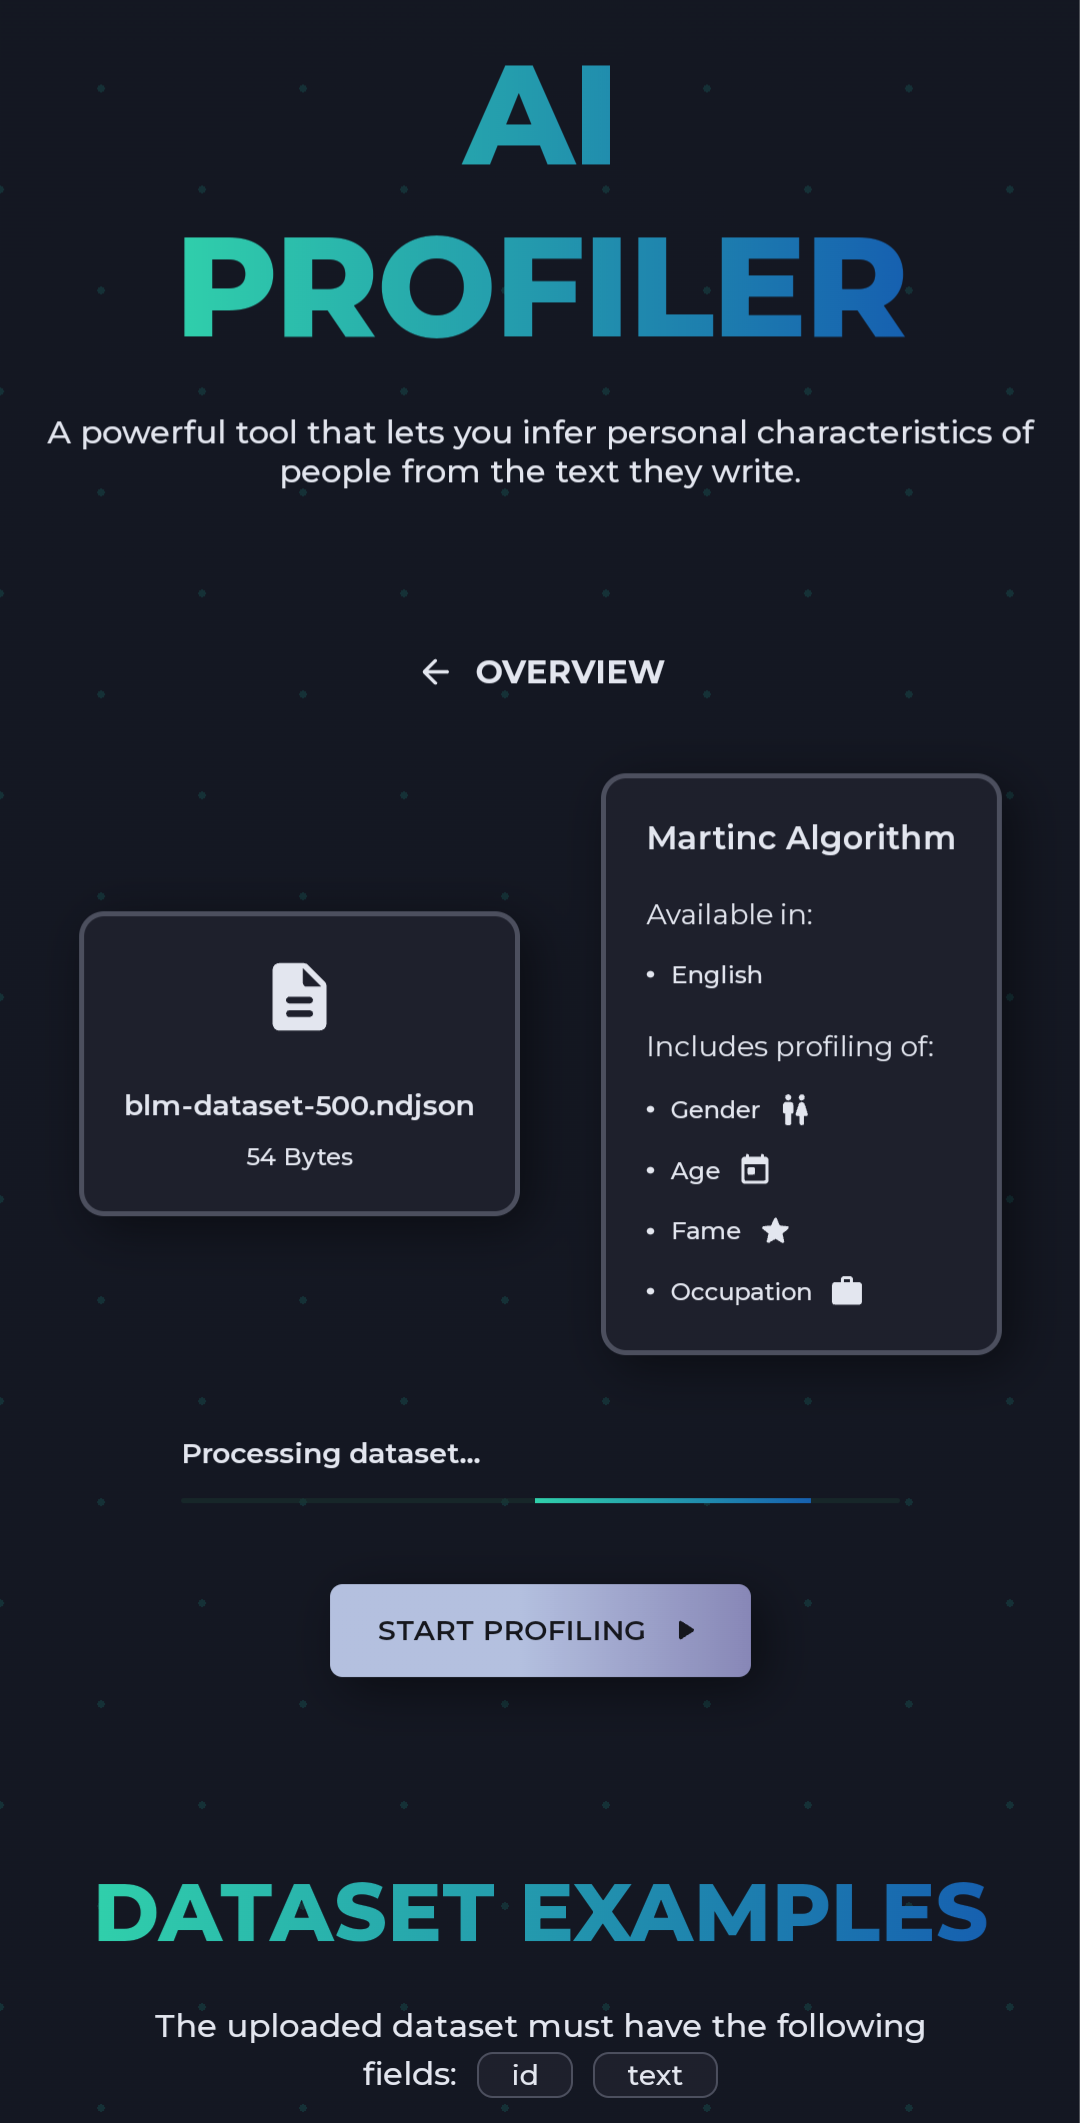 AI
PROFILER
A powerful tool that lets you infer personal characteristics of
people from the text they write.
OVERVIEW
blm-dataset-500.ndjson
54 Bytes
Martinc Algorithm
Available in:
• English
Includes profiling of:
• Gender
• Age
• Fame
• Occupation
Processing dataset...
START PROFILING
DATASET EXAMPLES
The uploaded dataset must have the following
fields: id text